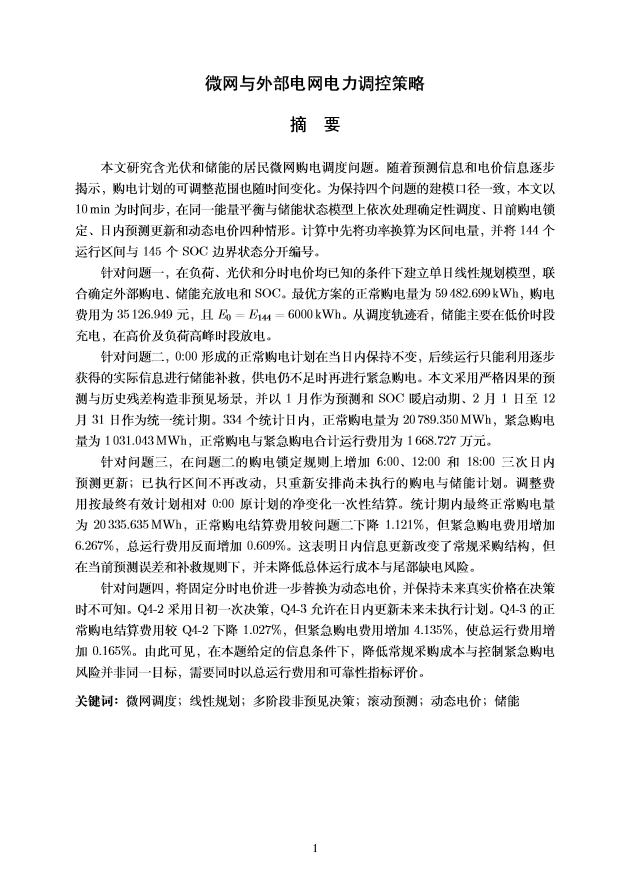 微网与外部电网电力调控策略
摘 要
本文研究含光伏和储能的居民微网购电调度问题。随着预测信息和电价信息逐步
揭示，购电计划的可调整范围也随时间变化。为保持四个问题的建模口径一致，本文以
10 min 为时间步，在同一能量平衡与储能状态模型上依次处理确定性调度、日前购电锁
定、日内预测更新和动态电价四种情形。计算中先将功率换算为区间电量，并将 144 个
运行区间与 145 个 SOC 边界状态分开编号。
针对问题一，在负荷、光伏和分时电价均已知的条件下建立单日线性规划模型，联
合确定外部购电、储能充放电和 SOC。最优方案的正常购电量为 59 482.699 kWh，购电
费用为 35 126.949 元，且 E₀ = E₁₄₄ = 6000 kWh。从调度轨迹看，储能主要在低价时段
充电，在高价及负荷高峰时段放电。
针对问题二，0:00 形成的正常购电计划在当日内保持不变，后续运行只能利用逐步
获得的实际信息进行储能补救，供电仍不足时再进行紧急购电。本文采用严格因果的预
测与历史残差构造非预见场景，并以 1 月作为预测和 SOC 暖启动期、2 月 1 日至 12
月 31 日作为统一统计期。334 个统计日内，正常购电量为 20 789.350 MWh，紧急购电
量为 1 031.043 MWh，正常购电与紧急购电合计运行费用为 1 668.727 万元。
针对问题三，在问题二的购电锁定规则上增加 6:00、12:00 和 18:00 三次日内
预测更新；已执行区间不再改动，只重新安排尚未执行的购电与储能计划。调整费
用按最终有效计划相对 0:00 原计划的净变化一次性结算。统计期内最终正常购电量
为 20 335.635 MWh，正常购电结算费用较问题二下降 1.121%，但紧急购电费用增加
6.267%，总运行费用反而增加 0.609%。这表明日内信息更新改变了常规采购结构，但
在当前预测误差和补救规则下，并未降低总体运行成本与尾部缺电风险。
针对问题四，将固定分时电价进一步替换为动态电价，并保持未来真实价格在决策
时不可知。Q4-2 采用日初一次决策，Q4-3 允许在日内更新未来未执行计划。Q4-3 的正
常购电结算费用较 Q4-2 下降 1.027%，但紧急购电费用增加 4.135%，使总运行费用增
加 0.165%。由此可见，在本题给定的信息条件下，降低常规采购成本与控制紧急购电
风险并非同一目标，需要同时以总运行费用和可靠性指标评价。
关键词：微网调度；线性规划；多阶段非预见决策；滚动预测；动态电价；储能
1